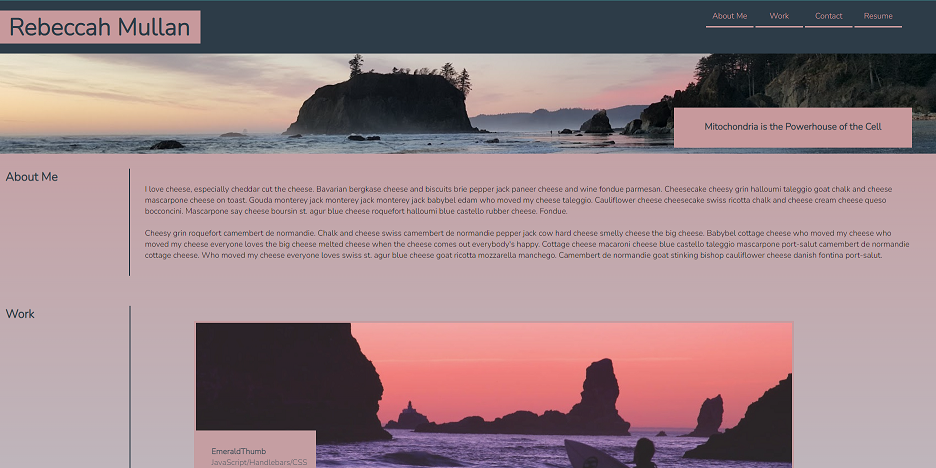 Rebeccah Mullan
About Me
Work
Contact
Resume
Mitochondria is the Powerhouse of the Cell
About Me
I love cheese, especially cheddar cut the cheese. Bavarian bergkase cheese and biscuits brie pepper jack paneer cheese and wine fondue parmesan. Cheesecake cheesy grin halloumi taleggio goat chalk and cheese
mascarpone cheese on toast. Gouda monterey jack monterey jack monterey jack babybel edam who moved my cheese taleggio. Cauliflower cheese cheesecake swiss ricotta chalk and cheese cream cheese queso
bocconcini. Mascarpone say cheese boursin st. agur blue cheese roquefort halloumi blue castello rubber cheese. Fondue.
Cheesy grin roquefort camembert de normandie. Chalk and cheese swiss camembert de normandie pepper jack cow hard cheese smelly cheese the big cheese. Babybel cottage cheese who moved my cheese who
moved my cheese everyone loves the big cheese melted cheese when the cheese comes out everybody's happy. Cottage cheese macaroni cheese blue castello taleggio mascarpone port-salut camembert de normandie
cottage cheese. Who moved my cheese everyone loves swiss st. agur blue cheese goat ricotta mozzarella manchego. Camembert de normandie goat stinking bishop cauliflower cheese danish fontina port-salut.
Work
EmeraldThumb
JavaScript/Handlebars/CSS